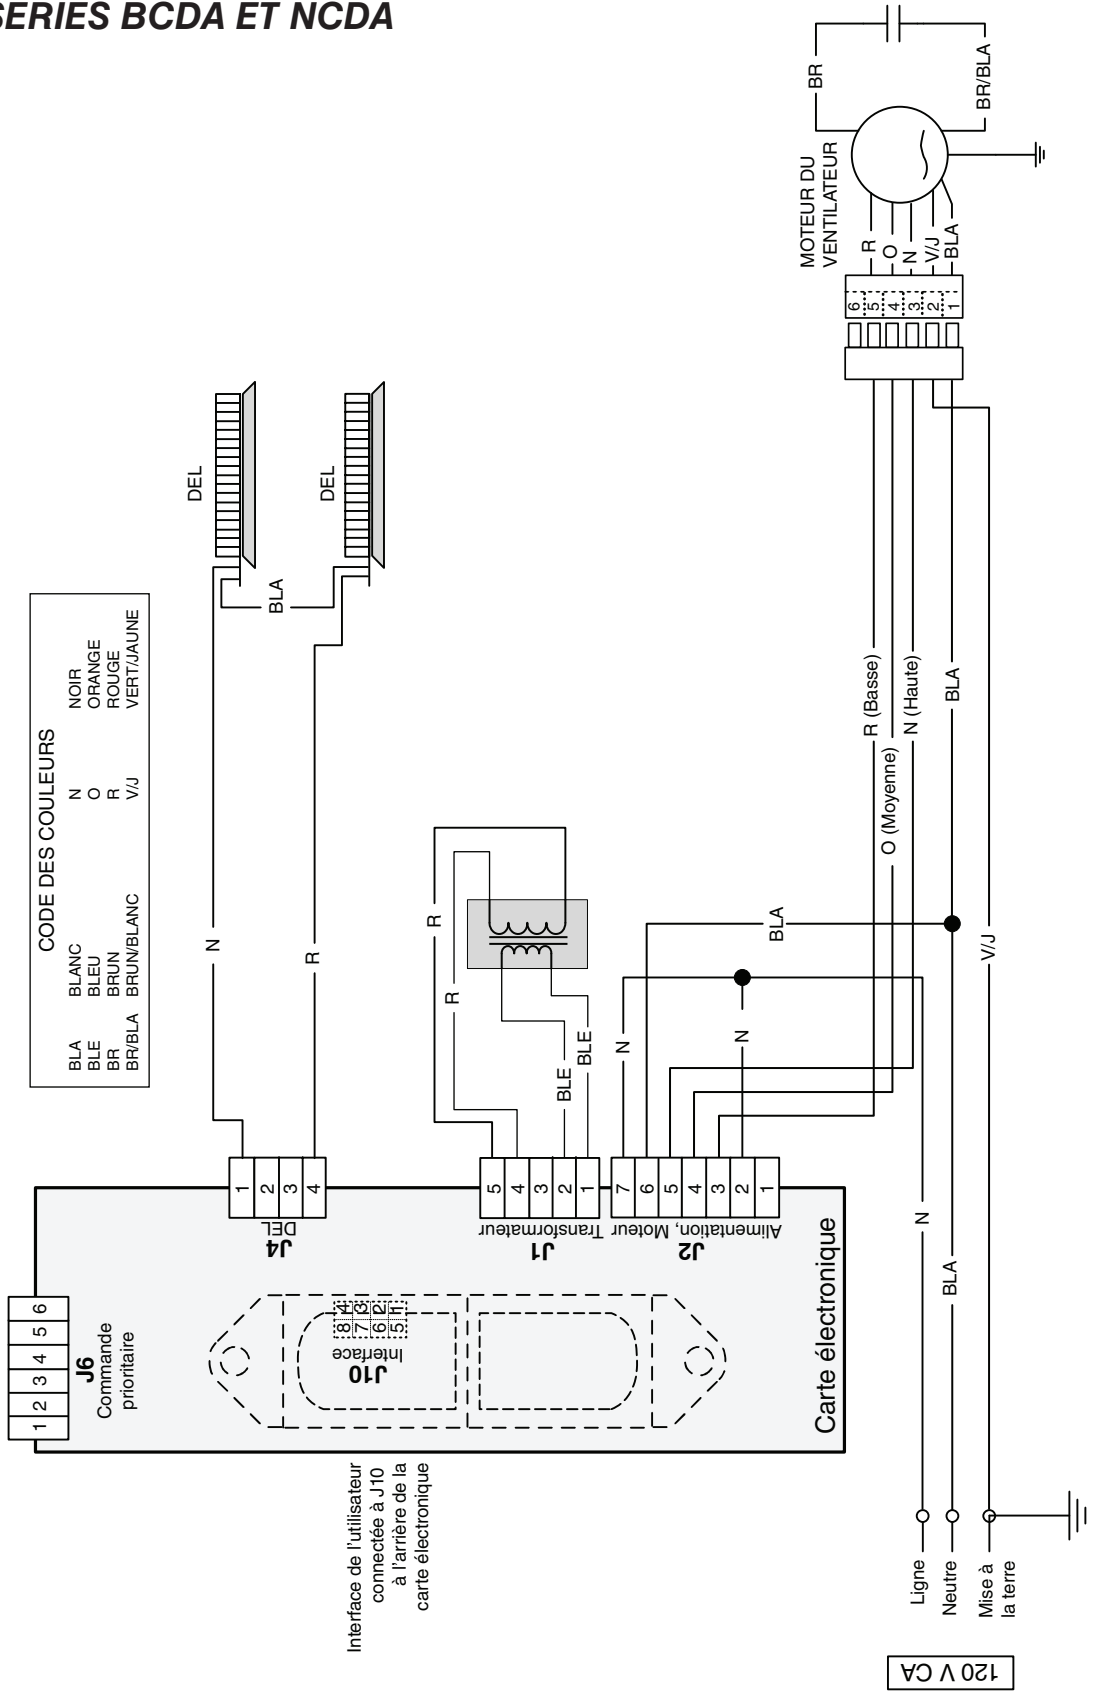 SERIES BCDA ET NCDA
BR
BR/BLA
MOTEUR DU
VENTILATEUR
R
O
N
V/J
BLA
6
5
4
3
2
1
DEL
DEL
BLA
CODE DES COULEURS
BLA BLANC N NOIR
BLE BLEU O ORANGE
BR BRUN R ROUGE
BR/BLA BRUN/BLANC V/J VERT/JAUNE
N
R
R
R
BLE
BLE
R (Basse)
O (Moyenne)
N (Haute)
BLA
BLA
V/J
N
N
1
2
3
4
DEL
J4
5
4
3
2
1
Transformateur
J1
7
6
5
4
3
2
1
Alimentation, Moteur
J2
1 2 3 4 5 6
J6
Commande
prioritaire
8 4
7 3
6 2
5 1
Interface
J10
Carte électronique
Interface de l'utilisateur
connectée à J10
à l'arrière de la
carte électronique
N
BLA
Ligne
Neutre
Mise à
la terre
120 V CA